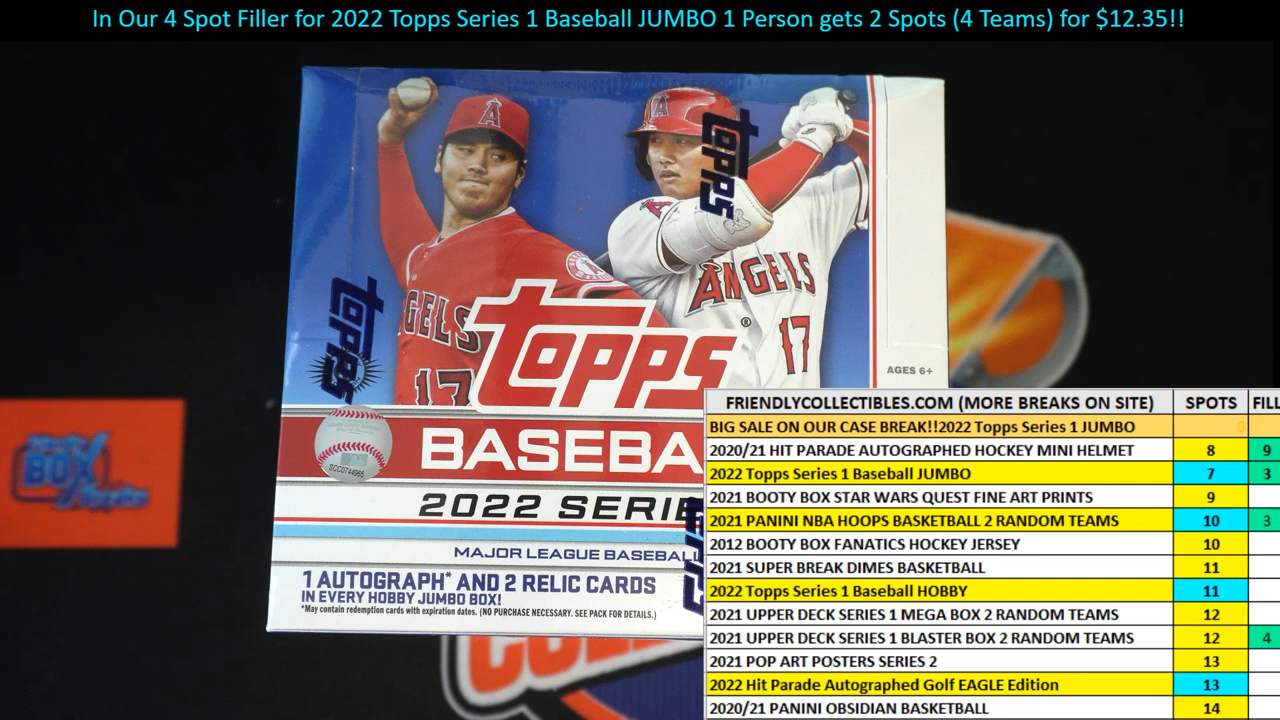 In Our 4 Spot Filler for 2022 Topps Series 1 Baseball JUMBO 1 Person gets 2 Spots (4 Teams) for $12.35!!
A
A
topps
A
ANGELS
GELS
17
17
topps
topps
®
AGES 6+
BASEBA
SCC0744965
2022 SERIE
MAJOR LEAGUE BASEBALL
1 AUTOGRAPH* AND 2 RELIC CARDS
IN EVERY HOBBY JUMBO BOX!
*May contain redemption cards with expiration dates. (NO PURCHASE NECESSARY. SEE PACK FOR DETAILS.)
BOX
FRIENDLYCOLLECTIBLES.COM (MORE BREAKS ON SITE) SPOTS FILL
BIG SALE ON OUR CASE BREAK!!2022 Topps Series 1 JUMBO 0
2020/21 HIT PARADE AUTOGRAPHED HOCKEY MINI HELMET 8 9
2022 Topps Series 1 Baseball JUMBO 7 3
2021 BOOTY BOX STAR WARS QUEST FINE ART PRINTS 9
2021 PANINI NBA HOOPS BASKETBALL 2 RANDOM TEAMS 10 3
2012 BOOTY BOX FANATICS HOCKEY JERSEY 10
2021 SUPER BREAK DIMES BASKETBALL 11
2022 Topps Series 1 Baseball HOBBY 11
2021 UPPER DECK SERIES 1 MEGA BOX 2 RANDOM TEAMS 12
2021 UPPER DECK SERIES 1 BLASTER BOX 2 RANDOM TEAMS 12 4
2021 POP ART POSTERS SERIES 2 13
2022 Hit Parade Autographed Golf EAGLE Edition 13
2020/21 PANINI OBSIDIAN BASKETBALL 14